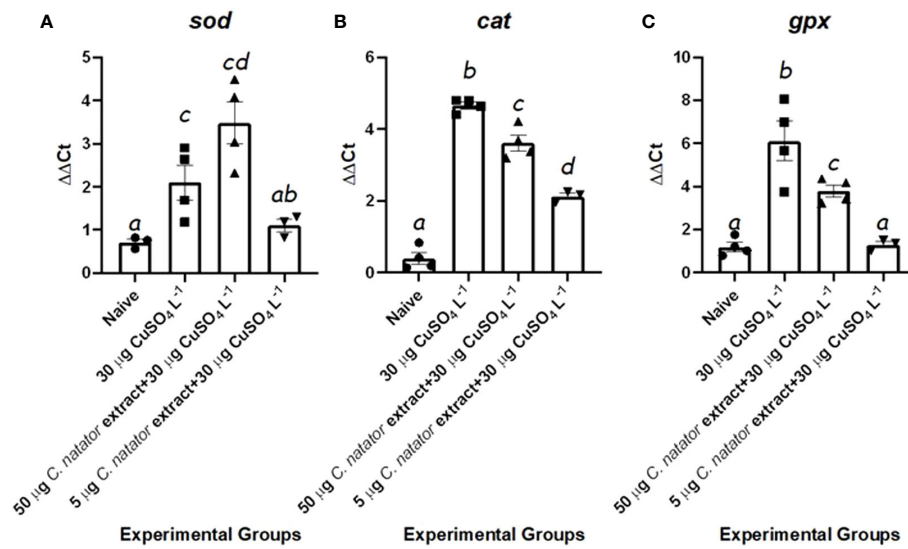 A
sod
ΔΔCt
5
4
3
2
1
0
a
c
cd
ab
Naive
30 µg CuSO₄ L⁻¹
50 µg C. natator extract+30 µg CuSO₄ L⁻¹
5 µg C. natator extract+30 µg CuSO₄ L⁻¹
Experimental Groups
B
cat
ΔΔCt
6
4
2
0
a
b
c
d
Naive
30 µg CuSO₄ L⁻¹
50 µg C. natator extract+30 µg CuSO₄ L⁻¹
5 µg C. natator extract+30 µg CuSO₄ L⁻¹
Experimental Groups
C
gpx
ΔΔCt
10
8
6
4
2
0
a
b
c
a
Naive
30 µg CuSO₄ L⁻¹
50 µg C. natator extract+30 µg CuSO₄ L⁻¹
5 µg C. natator extract+30 µg CuSO₄ L⁻¹
Experimental Groups